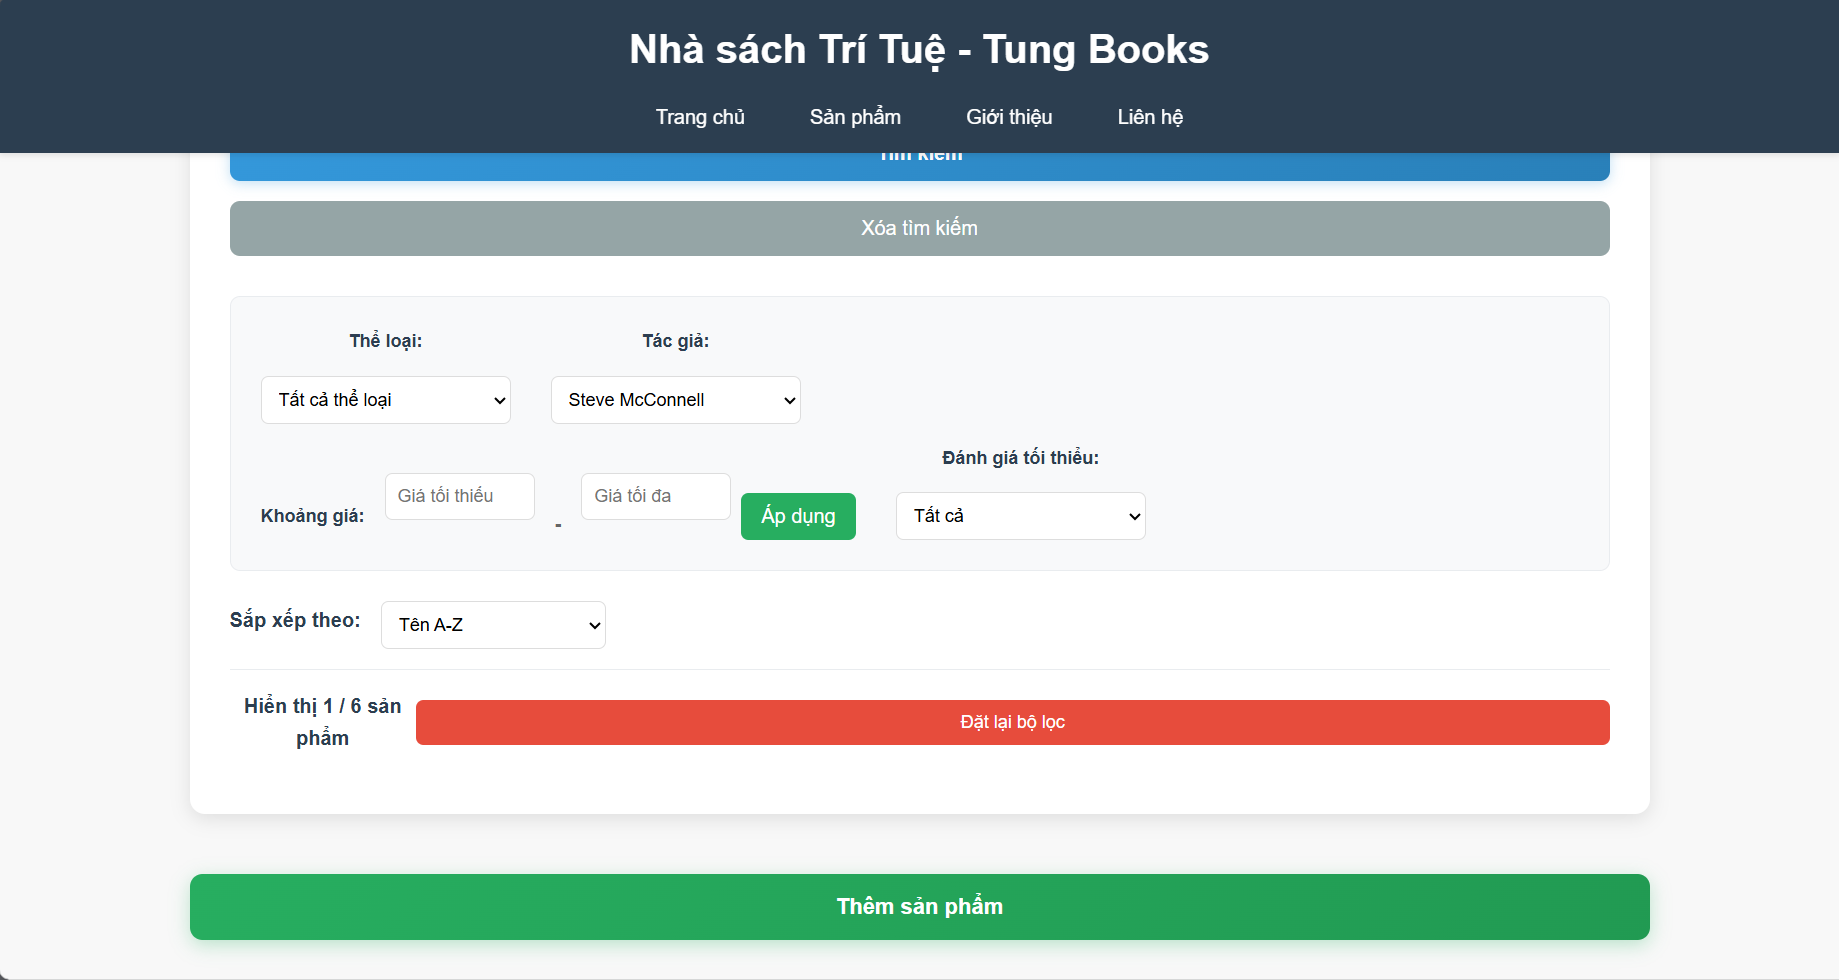 Nhà sách Trí Tuệ - Tung Books
Trang chủ Sản phẩm Giới thiệu Liên hệ
Tìm kiếm
Xóa tìm kiếm
Thể loại: Tác giả:
Tất cả thể loại Steve McConnell
Đánh giá tối thiểu:
Khoảng giá: Giá tối thiểu - Giá tối đa Áp dụng Tất cả
Sắp xếp theo: Tên A-Z
Hiển thị 1 / 6 sản
phẩm
Đặt lại bộ lọc
Thêm sản phẩm